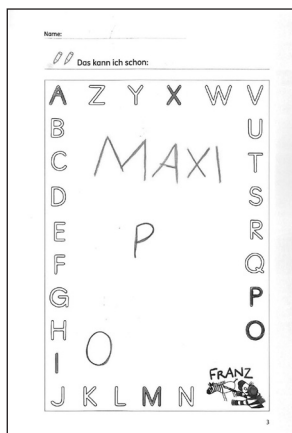 Name:
Das kann ich schon:
A Z Y X W V
B U
MAXI
C T
D S
P
E R
F Q
G P
H O
O
I
FRANZ
J K L M N
3